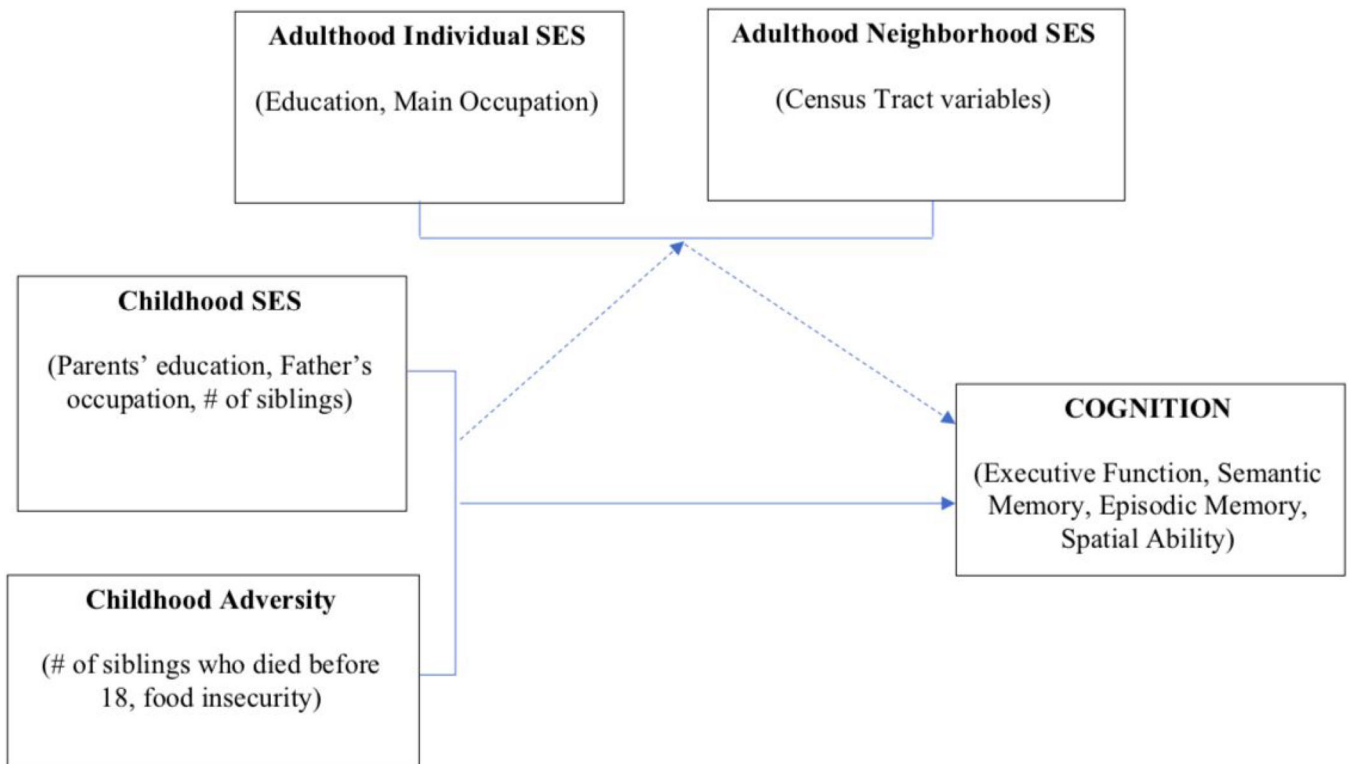 Adulthood Individual SES
(Education, Main Occupation)
Adulthood Neighborhood SES
(Census Tract variables)
Childhood SES
(Parents’ education, Father’s
occupation, # of siblings)
COGNITION
(Executive Function, Semantic
Memory, Episodic Memory,
Spatial Ability)
Childhood Adversity
(# of siblings who died before
18, food insecurity)